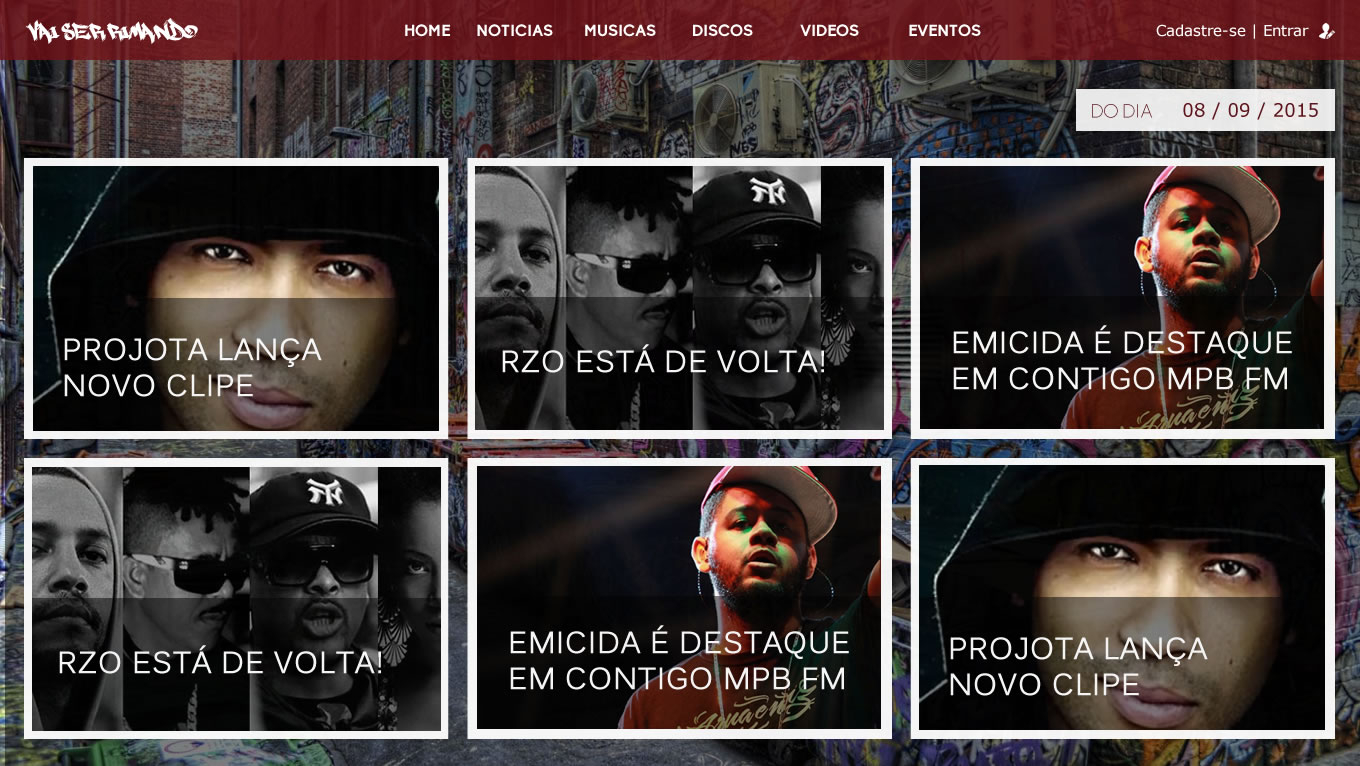 VAI SER RIMANDO
HOME NOTICIAS MUSICAS DISCOS VIDEOS EVENTOS
Cadastre-se | Entrar
DO DIA 08 / 09 / 2015
PROJOTA LANÇA
NOVO CLIPE
RZO ESTÁ DE VOLTA!
EMICIDA É DESTAQUE
EM CONTIGO MPB FM
RZO ESTÁ DE VOLTA!
EMICIDA É DESTAQUE
EM CONTIGO MPB FM
PROJOTA LANÇA
NOVO CLIPE